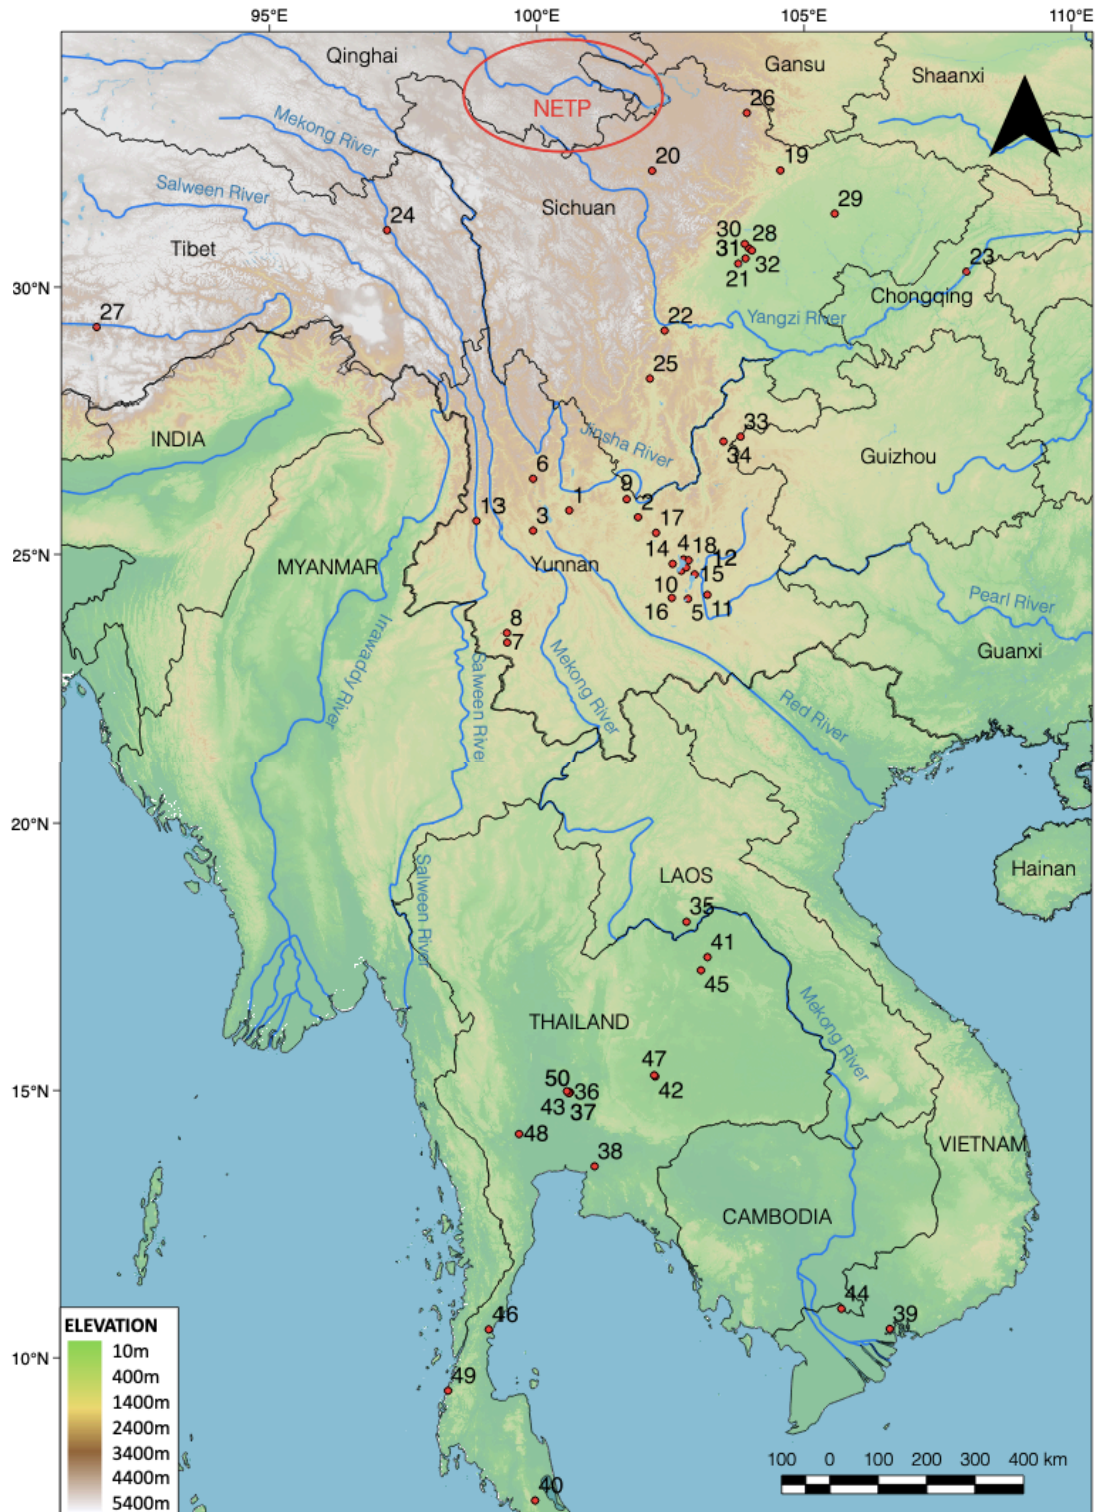 95°E
100°E
105°E
110°E
Qinghai
Gansu
Shaanxi
NETP
26
Mekong River
20
19
Salween River
Sichuan
29
24
Tibet
30
28
31
32
23
21
30°N
Chongqing
27
22
Yangzi River
25
INDIA
Jinsha River
33
34
Guizhou
6
9
2
1
13
3
17
14
4
18
12
25°N
MYANMAR
Yunnan
10
15
16
5
11
Pearl River
8
7
Guanxi
Irrawaddy River
Salween River
Mekong River
Red River
20°N
Salween River
LAOS
Hainan
35
41
45
THAILAND
Mekong River
47
50
36
42
15°N
43
37
48
38
VIETNAM
CAMBODIA
44
39
46
ELEVATION
10m
400m
1400m
2400m
3400m
4400m
5400m
10°N
49
40
100 0 100 200 300 400 km